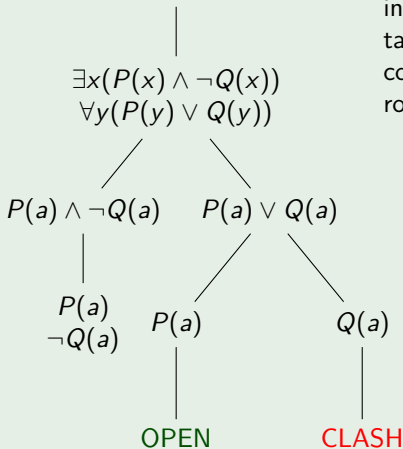 ∃x(P(x) ∧ ¬Q(x))
∀y(P(y) ∨ Q(y))
P(a) ∧ ¬Q(a)
P(a) ∨ Q(a)
P(a)
¬Q(a)
P(a)
Q(a)
OPEN
CLASH